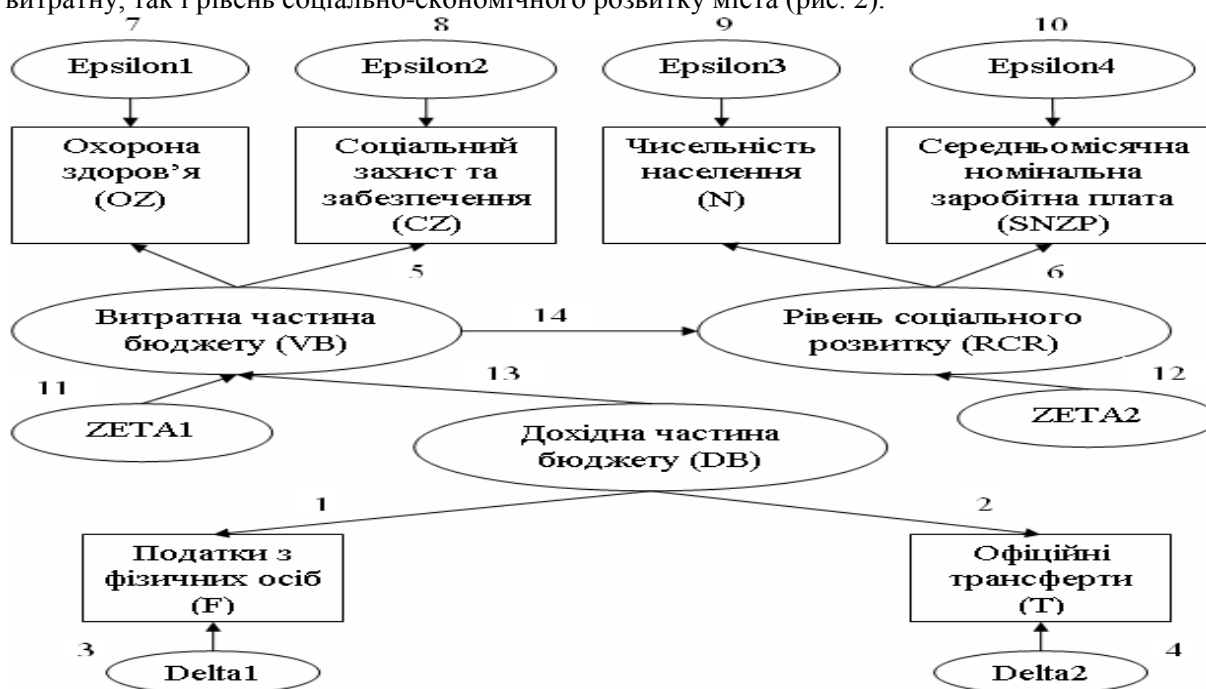 витратну, так і рівень соціально-економічного розвитку міста (рис. 2).
7 8 9 10
Epsilon1 Epsilon2 Epsilon3 Epsilon4
Охорона здоров’я (OZ)
Соціальний захист та забезпечення (CZ)
Чисельність населення (N)
Середньомісячна номінальна заробітна плата (SNZP)
5 6
Витратна частина бюджету (VB)
14
Рівень соціального розвитку (RCR)
11 13 12
ZETA1
Дохідна частина бюджету (DB)
ZETA2
1 2
Податки з фізичних осіб (F)
Офіційні трансферти (T)
3 Delta1 Delta2 4